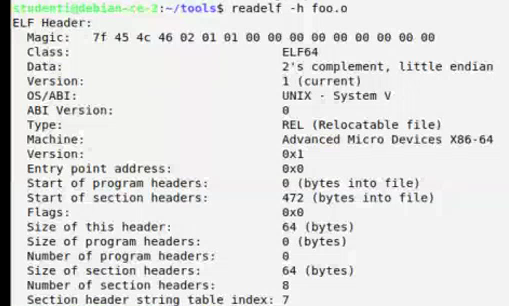 studenti@debian-ce-2:~/tools$ readelf -h foo.o
ELF Header:
Magic: 7f 45 4c 46 02 01 01 00 00 00 00 00 00 00 00 00
Class: ELF64
Data: 2's complement, little endian
Version: 1 (current)
OS/ABI: UNIX - System V
ABI Version: 0
Type: REL (Relocatable file)
Machine: Advanced Micro Devices X86-64
Version: 0x1
Entry point address: 0x0
Start of program headers: 0 (bytes into file)
Start of section headers: 472 (bytes into file)
Flags: 0x0
Size of this header: 64 (bytes)
Size of program headers: 0 (bytes)
Number of program headers: 0
Size of section headers: 64 (bytes)
Number of section headers: 8
Section header string table index: 7